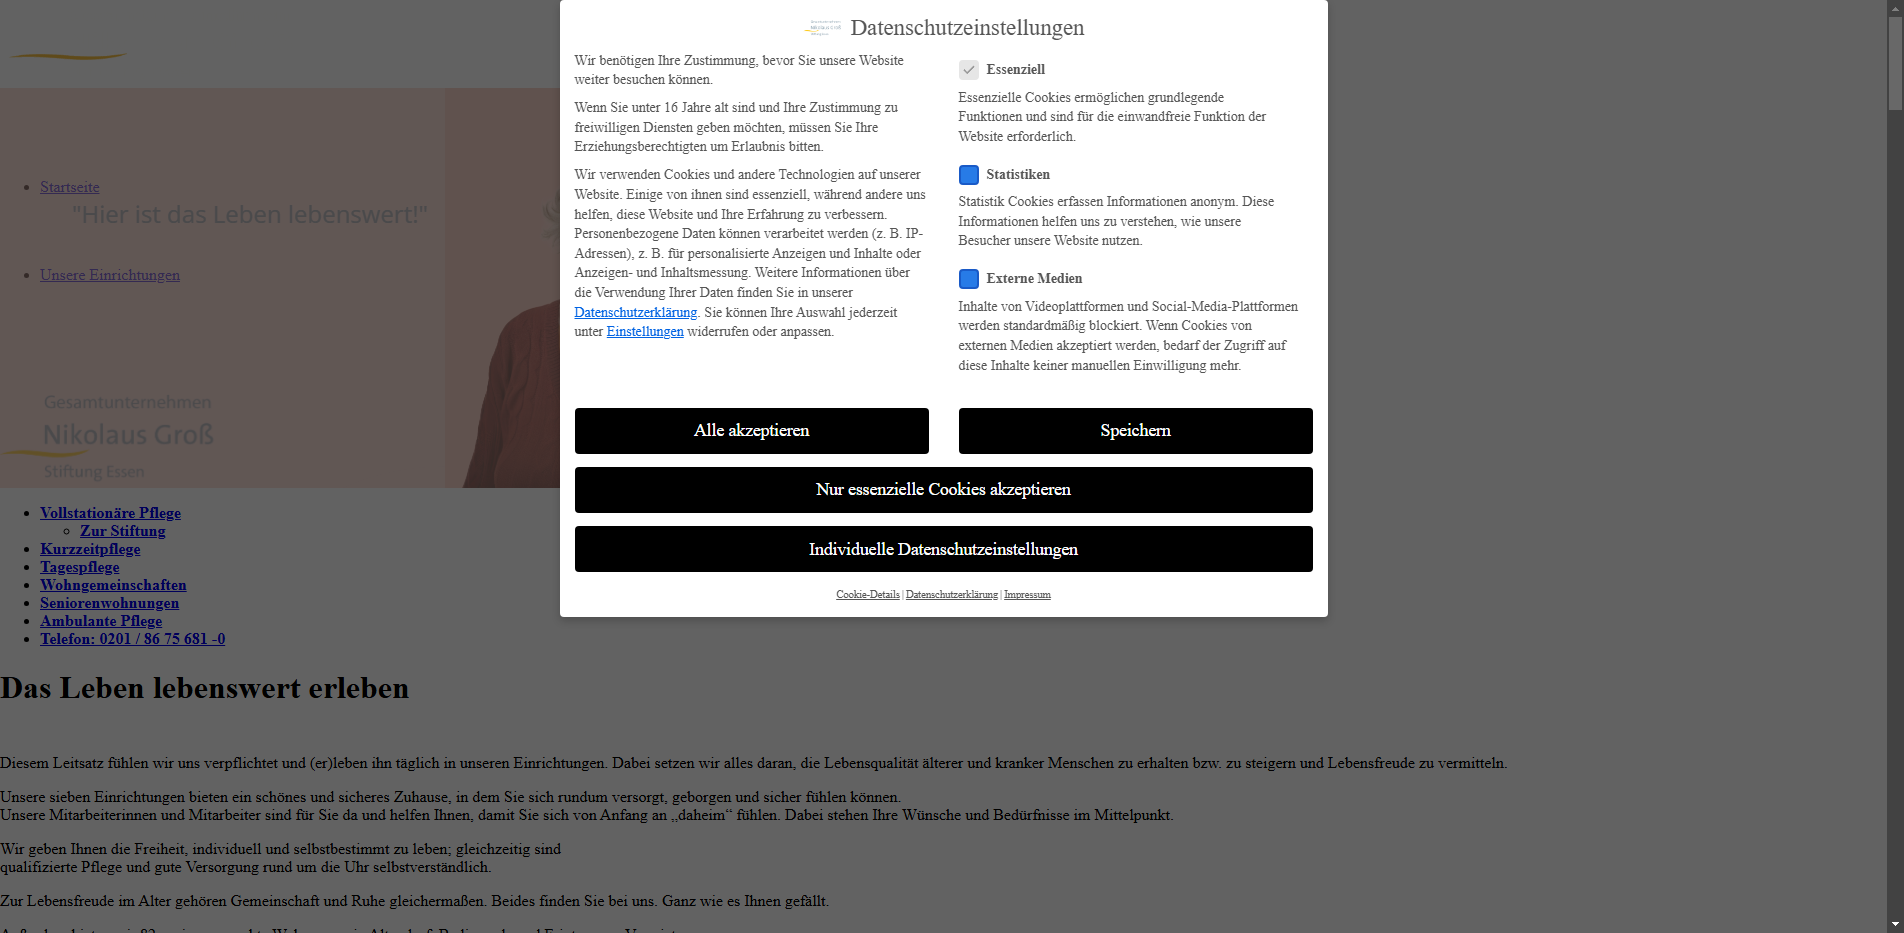 Datenschutzeinstellungen
Wir benötigen Ihre Zustimmung, bevor Sie unsere Website
weiter besuchen können.
Wenn Sie unter 16 Jahre alt sind und Ihre Zustimmung zu
freiwilligen Diensten geben möchten, müssen Sie Ihre
Erziehungsberechtigten um Erlaubnis bitten.
Wir verwenden Cookies und andere Technologien auf unserer
Website. Einige von ihnen sind essenziell, während andere uns
helfen, diese Website und Ihre Erfahrung zu verbessern.
Personenbezogene Daten können verarbeitet werden (z. B. IP-
Adressen), z. B. für personalisierte Anzeigen und Inhalte oder
Anzeigen- und Inhaltsmessung. Weitere Informationen über
die Verwendung Ihrer Daten finden Sie in unserer
Datenschutzerklärung. Sie können Ihre Auswahl jederzeit
unter Einstellungen widerrufen oder anpassen.
Essenziell
Essenzielle Cookies ermöglichen grundlegende
Funktionen und sind für die einwandfreie Funktion der
Website erforderlich.
Statistiken
Statistik Cookies erfassen Informationen anonym. Diese
Informationen helfen uns zu verstehen, wie unsere
Besucher unsere Website nutzen.
Externe Medien
Inhalte von Videoplattformen und Social-Media-Plattformen
werden standardmäßig blockiert. Wenn Cookies von
externen Medien akzeptiert werden, bedarf der Zugriff auf
diese Inhalte keiner manuellen Einwilligung mehr.
Alle akzeptieren
Speichern
Nur essenzielle Cookies akzeptieren
Individuelle Datenschutzeinstellungen
Cookie-Details | Datenschutzerklärung | Impressum
Startseite
"Hier ist das Leben lebenswert!"
Unsere Einrichtungen
Gesamtunternehmen
Nikolaus Groß
Stiftung Essen
Vollstationäre Pflege
Zur Stiftung
Kurzzeitpflege
Tagespflege
Wohngemeinschaften
Seniorenwohnungen
Ambulante Pflege
Telefon: 0201 / 86 75 681 -0
Das Leben lebenswert erleben
Diesem Leitsatz fühlen wir uns verpflichtet und (er)leben ihn täglich in unseren Einrichtungen. Dabei setzen wir alles daran, die Lebensqualität älterer und kranker Menschen zu erhalten bzw. zu steigern und Lebensfreude zu vermitteln.
Unsere sieben Einrichtungen bieten ein schönes und sicheres Zuhause, in dem Sie sich rundum versorgt, geborgen und sicher fühlen können.
Unsere Mitarbeiterinnen und Mitarbeiter sind für Sie da und helfen Ihnen, damit Sie sich von Anfang an „daheim“ fühlen. Dabei stehen Ihre Wünsche und Bedürfnisse im Mittelpunkt.
Wir geben Ihnen die Freiheit, individuell und selbstbestimmt zu leben; gleichzeitig sind
qualifizierte Pflege und gute Versorgung rund um die Uhr selbstverständlich.
Zur Lebensfreude im Alter gehören Gemeinschaft und Ruhe gleichermaßen. Beides finden Sie bei uns. Ganz wie es Ihnen gefällt.